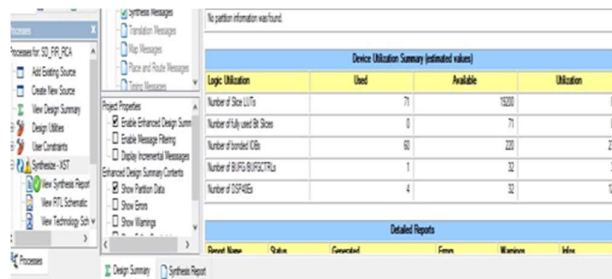 Processes
Processes for: SD_FIR_RCA
Add Existing Source
Create New Source
View Design Summary
Design Utilities
User Constraints
Synthesize - XST
View Synthesis Report
View RTL Schematic
View Technology Sch
Processes
Synthesis Messages
Translation Messages
Map Messages
Place and Route Messages
Timing Messages
Project Properties
Enable Enhanced Design Summ
Enable Message Filtering
Display Incremental Messages
Enhanced Design Summary Contents
Show Partition Data
Show Errors
Show Warnings
Design Summary
Synthesis Report
No partition information was found.
Device Utilization Summary (estimated values)
Logic Utilization Used Available Utilization
Number of Slice LUTs 71 19200
Number of fully used Bit Slices 0 71
Number of bonded IOBs 60 220
Number of BUFG/BUFGCTRLs 1 32
Number of DSP48Es 4 32
Detailed Reports
Report Name Status Generated Errors Warnings Infos